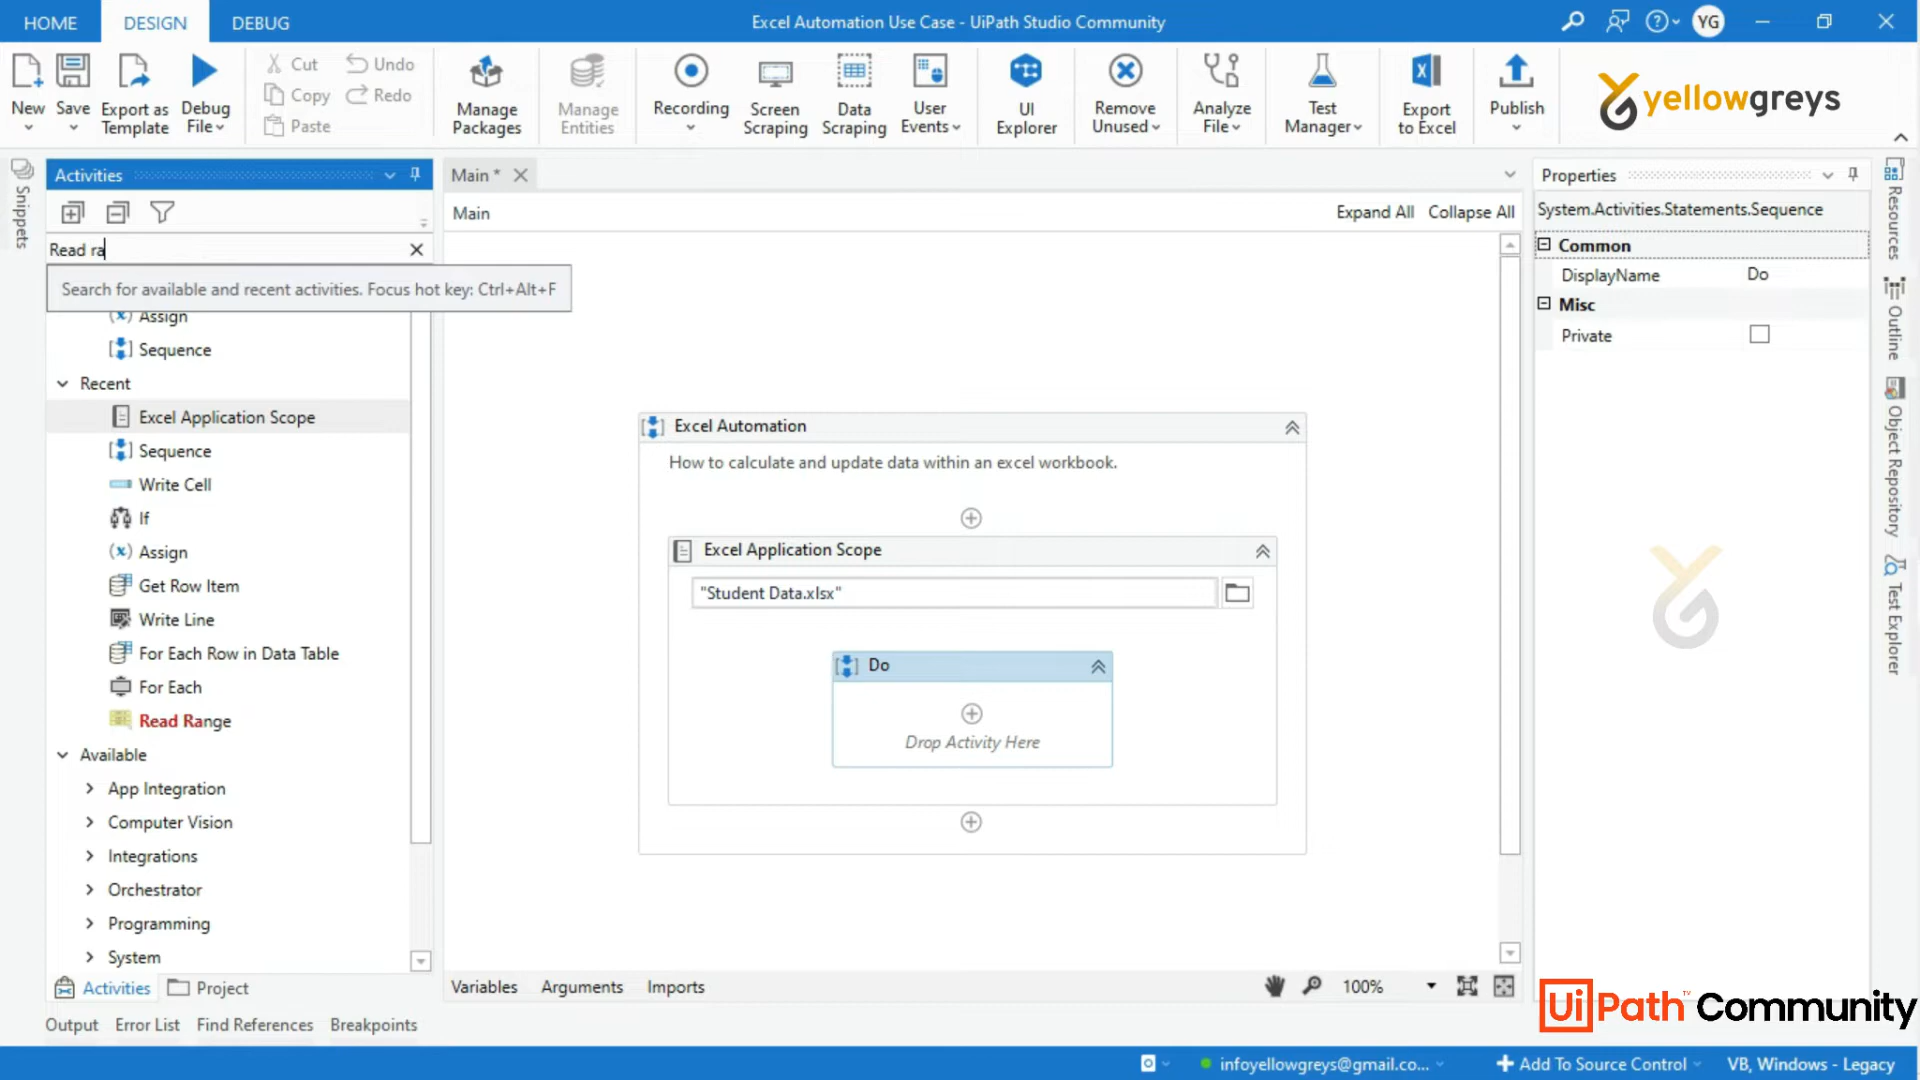 HOME
DESIGN
DEBUG
Excel Automation Use Case - UiPath Studio Community
YG
New
Save
Export as
Template
Debug
File
Cut
Copy
Paste
Undo
Redo
Manage
Packages
Manage
Entities
Recording
Screen
Scraping
Data
Scraping
User
Events
UI
Explorer
Remove
Unused
Analyze
File
Test
Manager
Export
to Excel
Publish
yellowgreys
Snippets
Activities
Read ra
Search for available and recent activities. Focus hot key: Ctrl+Alt+F
Assign
Sequence
Recent
Excel Application Scope
Sequence
Write Cell
If
Assign
Get Row Item
Write Line
For Each Row in Data Table
For Each
Read Range
Available
App Integration
Computer Vision
Integrations
Orchestrator
Programming
System
Activities
Project
Main *
Main
Expand All
Collapse All
Excel Automation
How to calculate and update data within an excel workbook.
Excel Application Scope
"Student Data.xlsx"
Do
Drop Activity Here
Variables
Arguments
Imports
100%
Properties
System.Activities.Statements.Sequence
Common
DisplayName
Do
Misc
Private
Resources
Outline
Object Repository
Test Explorer
UiPath™ Community
Output
Error List
Find References
Breakpoints
infoyellowgreys@gmail.co...
Add To Source Control
VB, Windows - Legacy